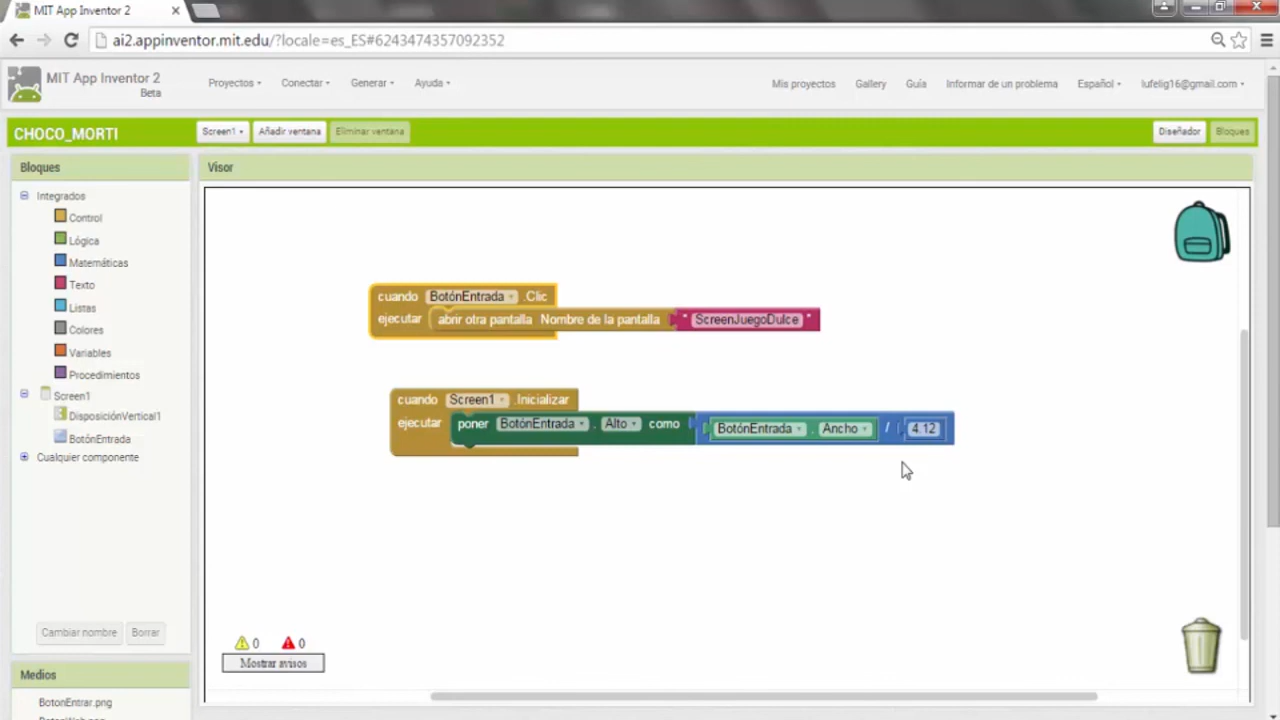 MIT App Inventor 2
ai2.appinventor.mit.edu/?locale=es_ES#6243474357092352
MIT App Inventor 2
Beta
Proyectos Conectar Generar Ayuda
Mis proyectos Gallery Guía Informar de un problema Español lufelig16@gmail.com
CHOCO_MORTI
Screen1 Añadir ventana Eliminar ventana
Diseñador Bloques
Bloques
Visor
Integrados
Control
Lógica
Matemáticas
Texto
Listas
Colores
Variables
Procedimientos
Screen1
DisposiciónVertical1
BotónEntrada
Cualquier componente
cuando BotónEntrada .Clic
ejecutar abrir otra pantalla Nombre de la pantalla " ScreenJuegoDulce "
cuando Screen1 .Inicializar
ejecutar poner BotónEntrada . Alto como BotónEntrada . Ancho / 4.12
Cambiar nombre Borrar
0 0
Mostrar avisos
Medios
BotonEntrar.png